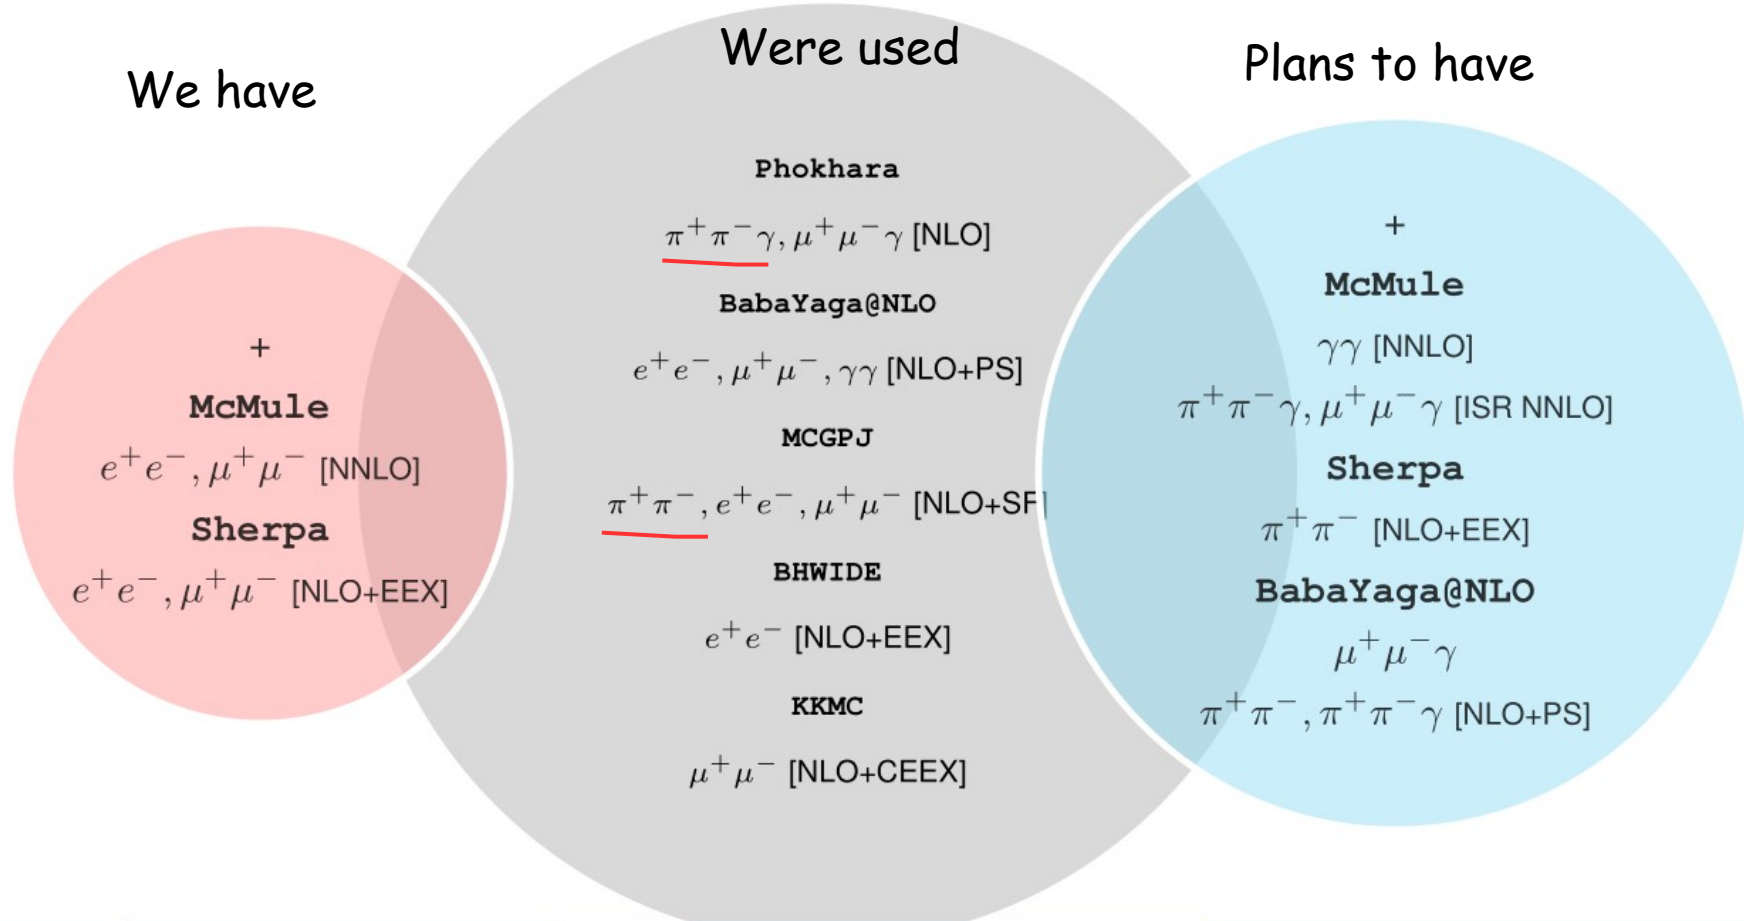 We have
+
McMule
e⁺e⁻, μ⁺μ⁻ [NNLO]
Sherpa
e⁺e⁻, μ⁺μ⁻ [NLO+EEX]
Were used
Phokhara
π⁺π⁻γ, μ⁺μ⁻γ [NLO]
BabaYaga@NLO
e⁺e⁻, μ⁺μ⁻, γγ [NLO+PS]
MCGPJ
π⁺π⁻, e⁺e⁻, μ⁺μ⁻ [NLO+SF]
BHWIDE
e⁺e⁻ [NLO+EEX]
KKMC
μ⁺μ⁻ [NLO+CEEX]
Plans to have
+
McMule
γγ [NNLO]
π⁺π⁻γ, μ⁺μ⁻γ [ISR NNLO]
Sherpa
π⁺π⁻ [NLO+EEX]
BabaYaga@NLO
μ⁺μ⁻γ
π⁺π⁻, π⁺π⁻γ [NLO+PS]